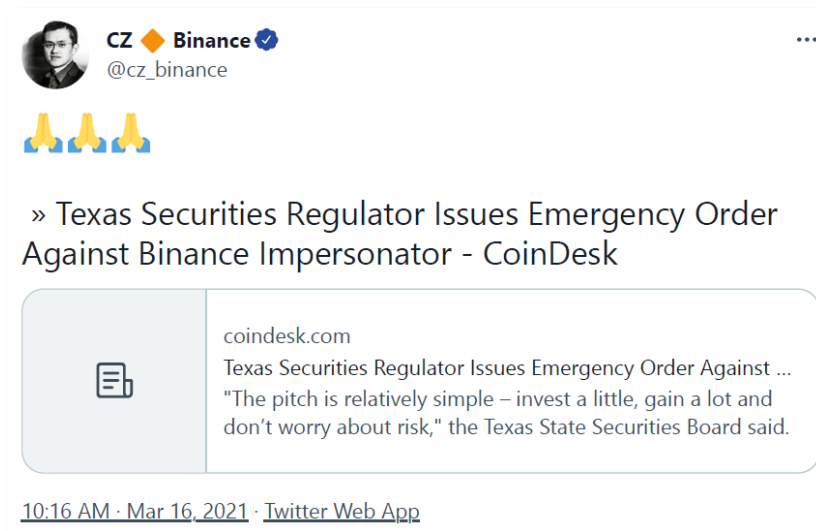 CZ 🔶 Binance
@cz_binance
🙏🙏🙏
» Texas Securities Regulator Issues Emergency Order
Against Binance Impersonator - CoinDesk
coindesk.com
Texas Securities Regulator Issues Emergency Order Against ...
"The pitch is relatively simple – invest a little, gain a lot and
don’t worry about risk," the Texas State Securities Board said.
10:16 AM · Mar 16, 2021 · Twitter Web App